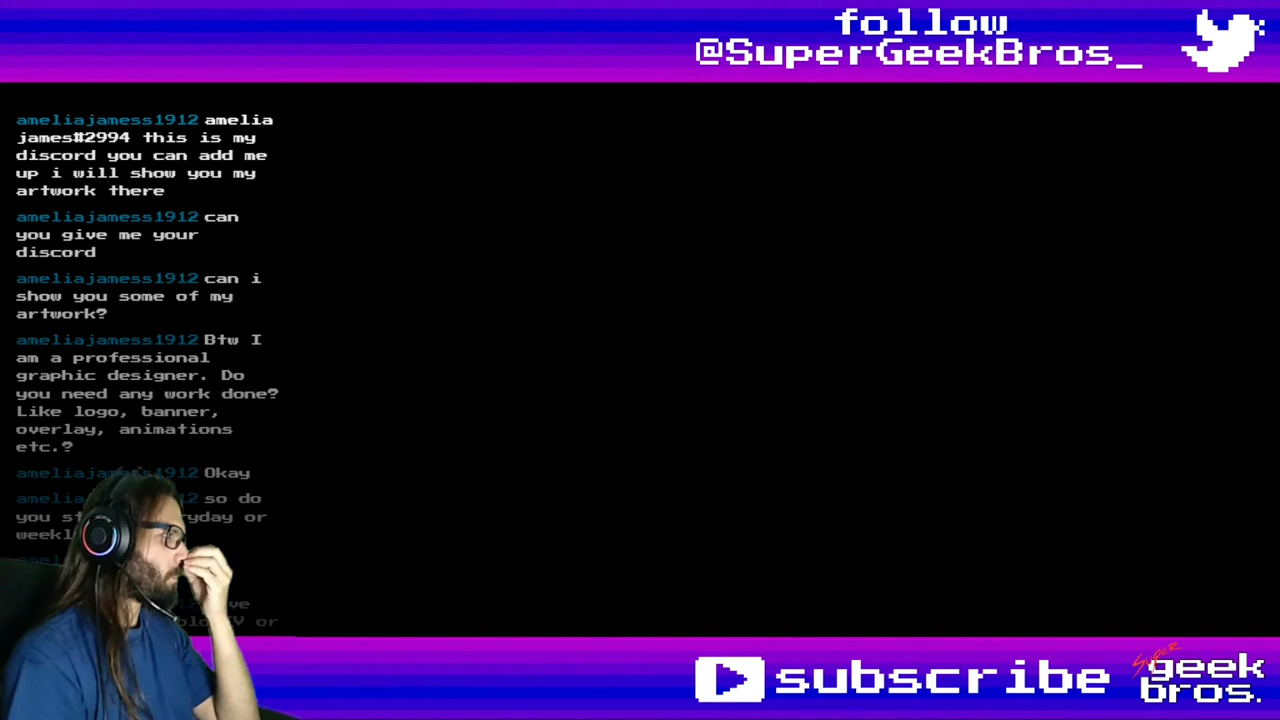 follow
@SuperGeekBros_
ameliajamess1912 amelia
james#2994 this is my
discord you can add me
up i will show you my
artwork there
ameliajamess1912 can
you give me your
discord
ameliajamess1912 can i
show you some of my
artwork?
ameliajamess1912 Btw I
am a professional
graphic designer. Do
you need any work done?
Like logo, banner,
overlay, animations
etc.?
ameliajamess1912 Okay
so do
you or
subscribe
SUPER
geek
bros.